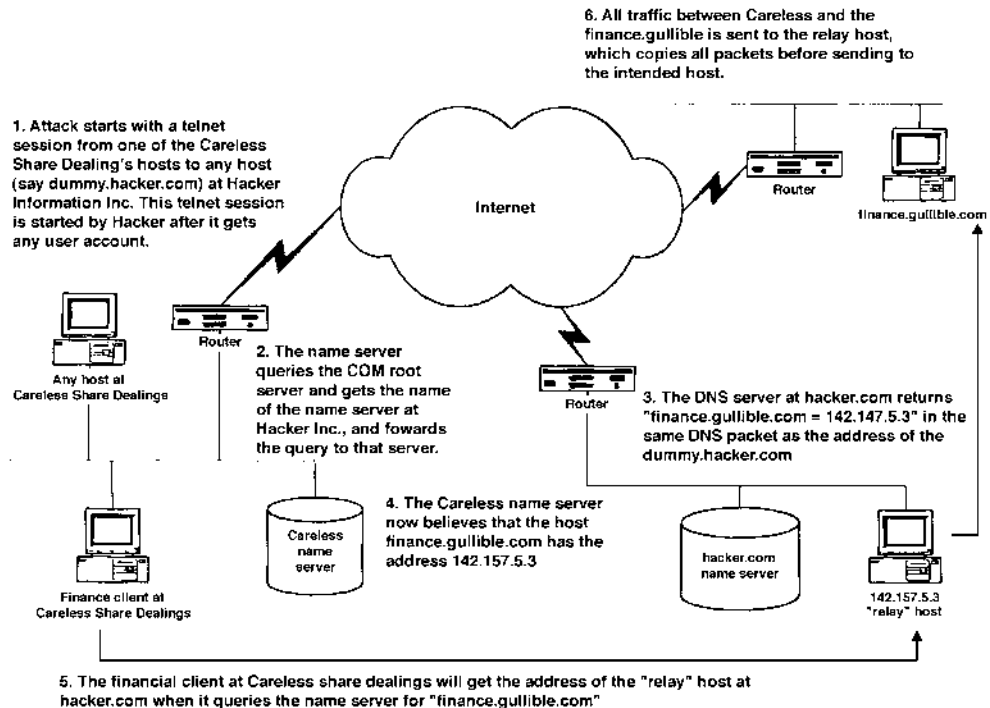 6. All traffic between Careless and the
finance.gullible is sent to the relay host,
which copies all packets before sending to
the intended host.
1. Attack starts with a telnet
session from one of the Careless
Share Dealing's hosts to any host
(say dummy.hacker.com) at Hacker
Information Inc. This telnet session
is started by Hacker after it gets
any user account.
Internet
Router
finance.gullible.com
Router
Any host at
Careless Share Dealings
2. The name server
queries the COM root
server and gets the name
of the name server at
Hacker Inc., and fowards
the query to that server.
Router
3. The DNS server at hacker.com returns
"finance.gullible.com = 142.147.5.3" in the
same DNS packet as the address of the
dummy.hacker.com
Finance client at
Careless Share Dealings
Careless
name
server
4. The Careless name server
now believes that the host
finance.gullible.com has the
address 142.157.5.3
hacker.com
name server
142.157.5.3
"relay" host
5. The financial client at Careless share dealings will get the address of the "relay" host at
hacker.com when it queries the name server for "finance.gullible.com"